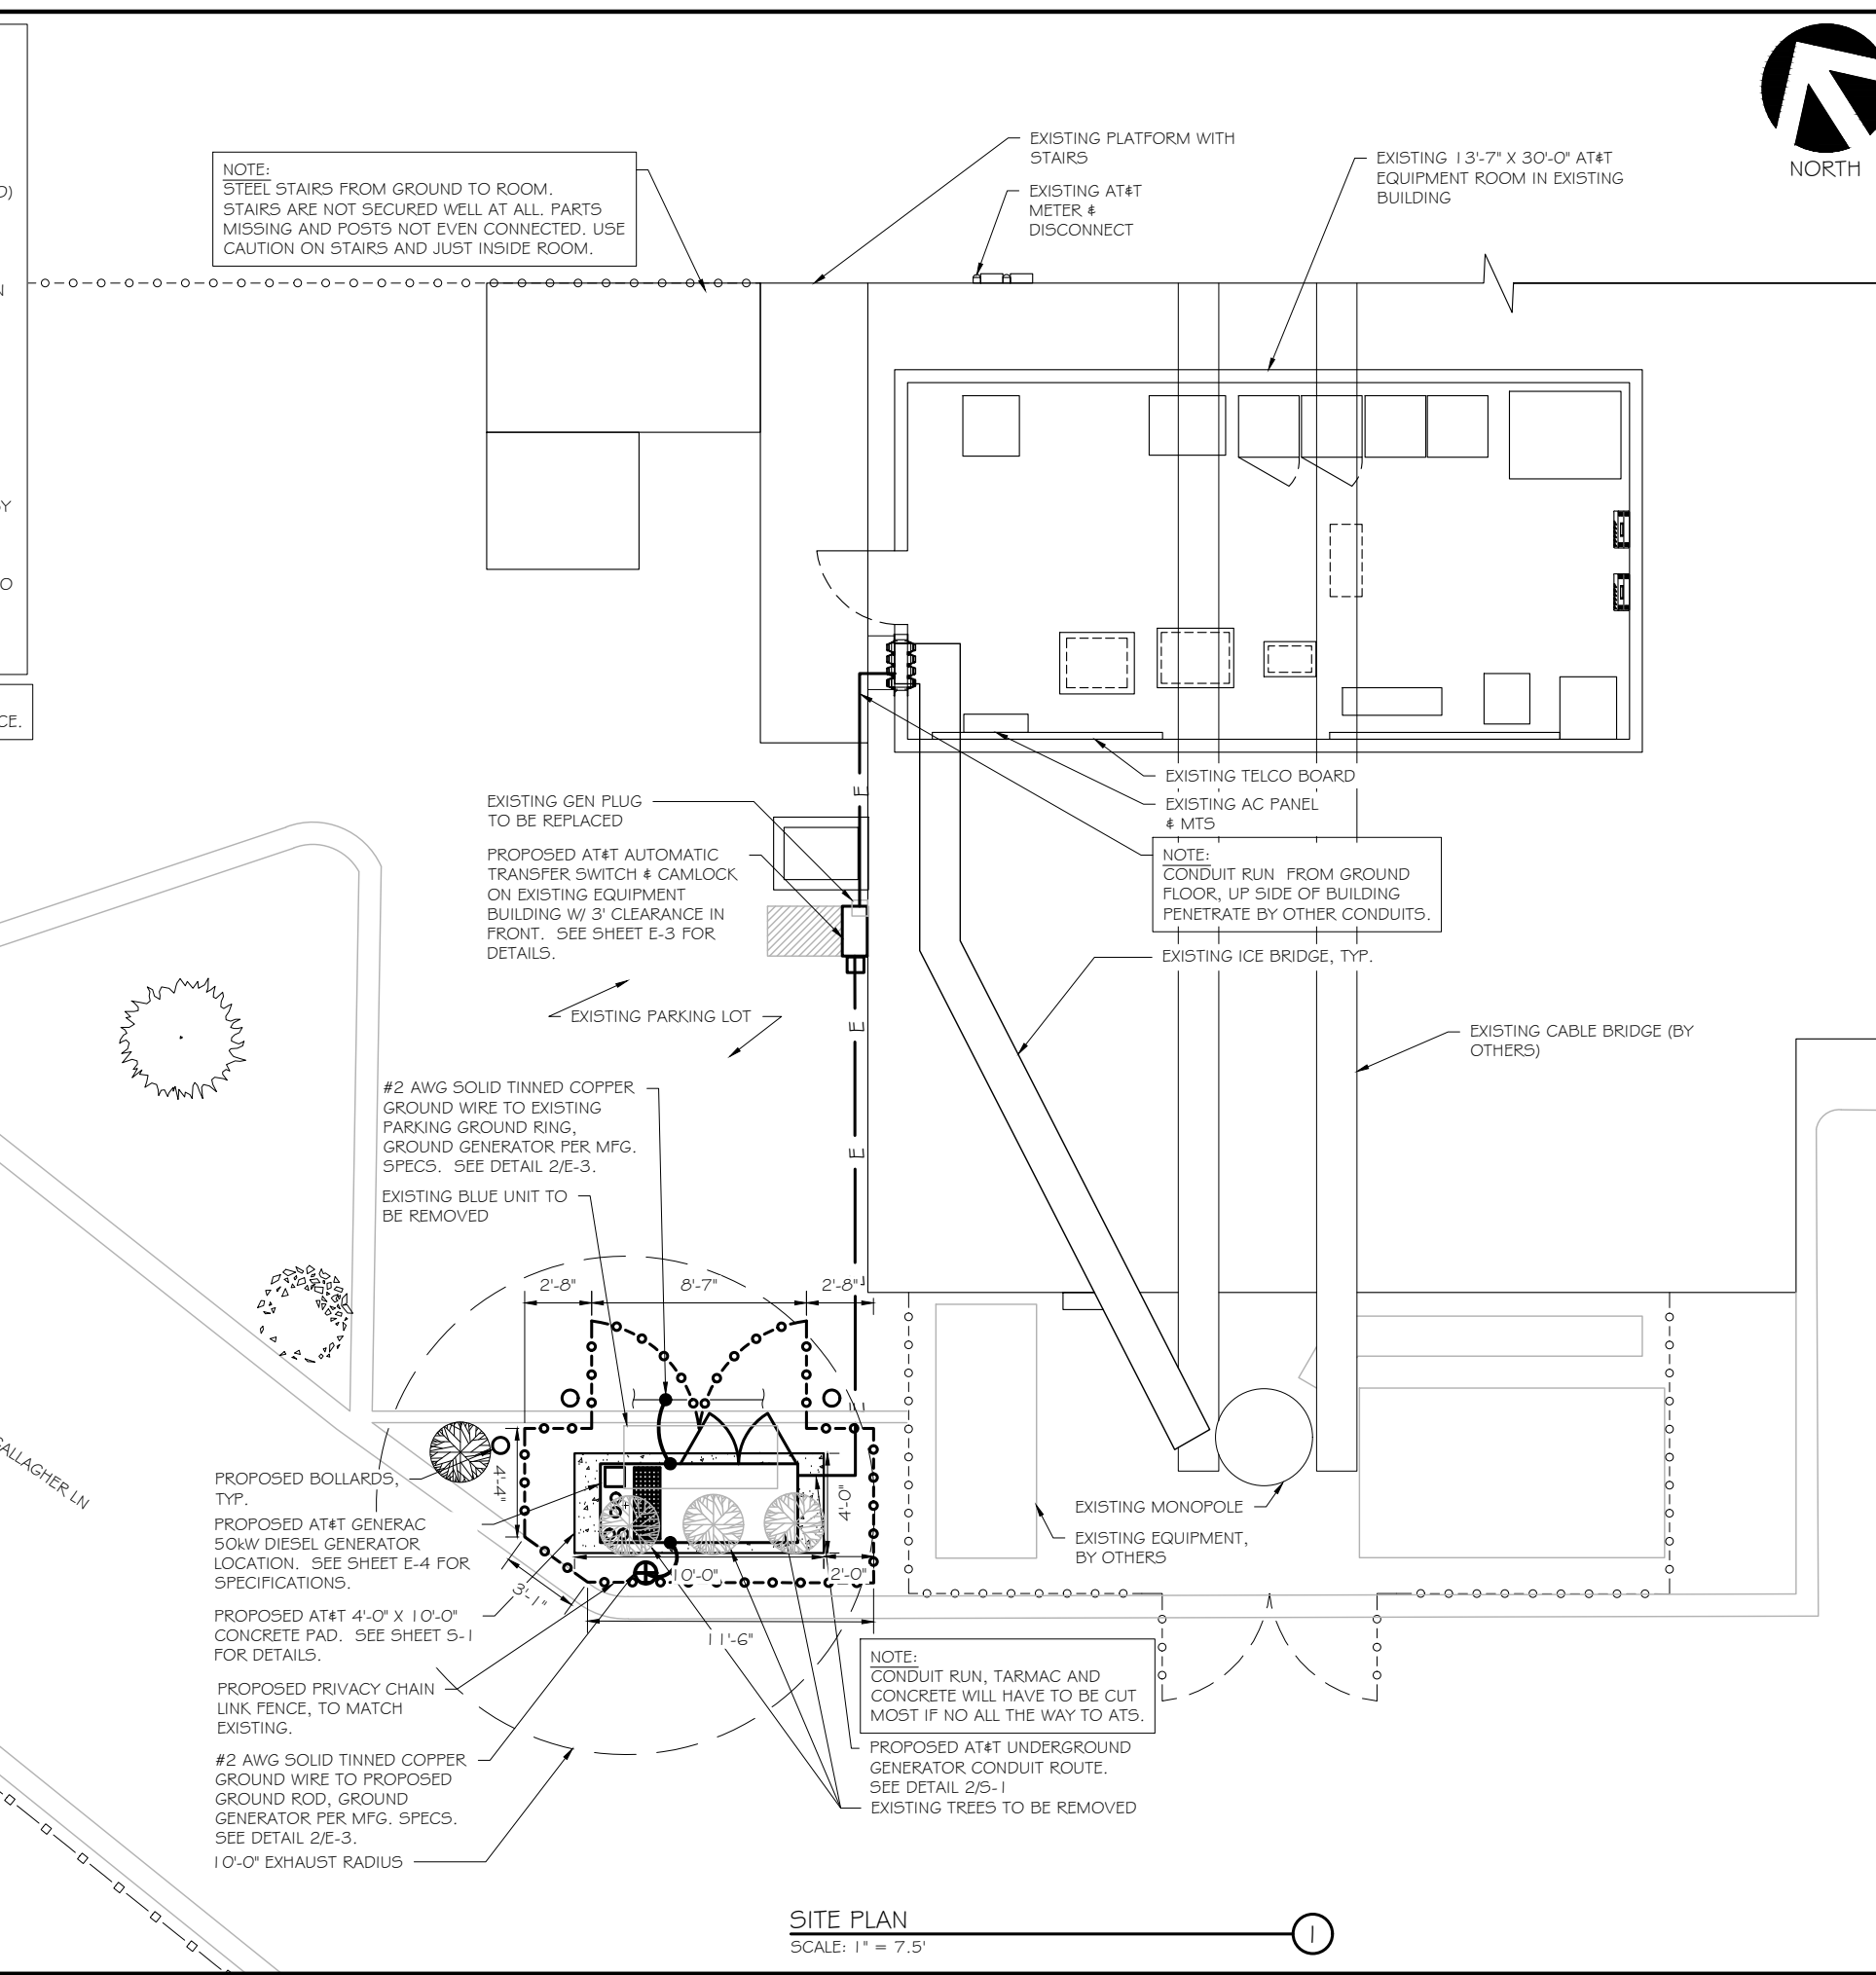 D)
N
N
BY
O
CE.
NORTH
NOTE:
STEEL STAIRS FROM GROUND TO ROOM.
STAIRS ARE NOT SECURED WELL AT ALL. PARTS
MISSING AND POSTS NOT EVEN CONNECTED. USE
CAUTION ON STAIRS AND JUST INSIDE ROOM.
EXISTING PLATFORM WITH
STAIRS
EXISTING AT&T
METER &
DISCONNECT
EXISTING 13'-7" X 30'-0" AT&T
EQUIPMENT ROOM IN EXISTING
BUILDING
EXISTING TELCO BOARD
EXISTING AC PANEL
& MTS
NOTE:
CONDUIT RUN FROM GROUND
FLOOR, UP SIDE OF BUILDING
PENETRATE BY OTHER CONDUITS.
EXISTING GEN PLUG
TO BE REPLACED
PROPOSED AT&T AUTOMATIC
TRANSFER SWITCH & CAMLOCK
ON EXISTING EQUIPMENT
BUILDING W/ 3' CLEARANCE IN
FRONT. SEE SHEET E-3 FOR
DETAILS.
E
E
E
EXISTING ICE BRIDGE, TYP.
EXISTING PARKING LOT
EXISTING CABLE BRIDGE (BY
OTHERS)
#2 AWG SOLID TINNED COPPER
GROUND WIRE TO EXISTING
PARKING GROUND RING,
GROUND GENERATOR PER MFG.
SPECS. SEE DETAIL 2/E-3.
EXISTING BLUE UNIT TO
BE REMOVED
2'-8"
8'-7"
2'-8"
4'-4"
4'-0"
10'-0"
2'-0"
3'-1"
11'-6"
GALLAGHER LN
PROPOSED BOLLARDS,
TYP.
PROPOSED AT&T GENERAC
50kW DIESEL GENERATOR
LOCATION. SEE SHEET E-4 FOR
SPECIFICATIONS.
PROPOSED AT&T 4'-0" X 10'-0"
CONCRETE PAD. SEE SHEET S-1
FOR DETAILS.
PROPOSED PRIVACY CHAIN
LINK FENCE, TO MATCH
EXISTING.
#2 AWG SOLID TINNED COPPER
GROUND WIRE TO PROPOSED
GROUND ROD, GROUND
GENERATOR PER MFG. SPECS.
SEE DETAIL 2/E-3.
10'-0" EXHAUST RADIUS
EXISTING MONOPOLE
EXISTING EQUIPMENT,
BY OTHERS
NOTE:
CONDUIT RUN, TARMAC AND
CONCRETE WILL HAVE TO BE CUT
MOST IF NO ALL THE WAY TO ATS.
PROPOSED AT&T UNDERGROUND
GENERATOR CONDUIT ROUTE.
SEE DETAIL 2/S-1
EXISTING TREES TO BE REMOVED
SITE PLAN
SCALE: 1" = 7.5'
1